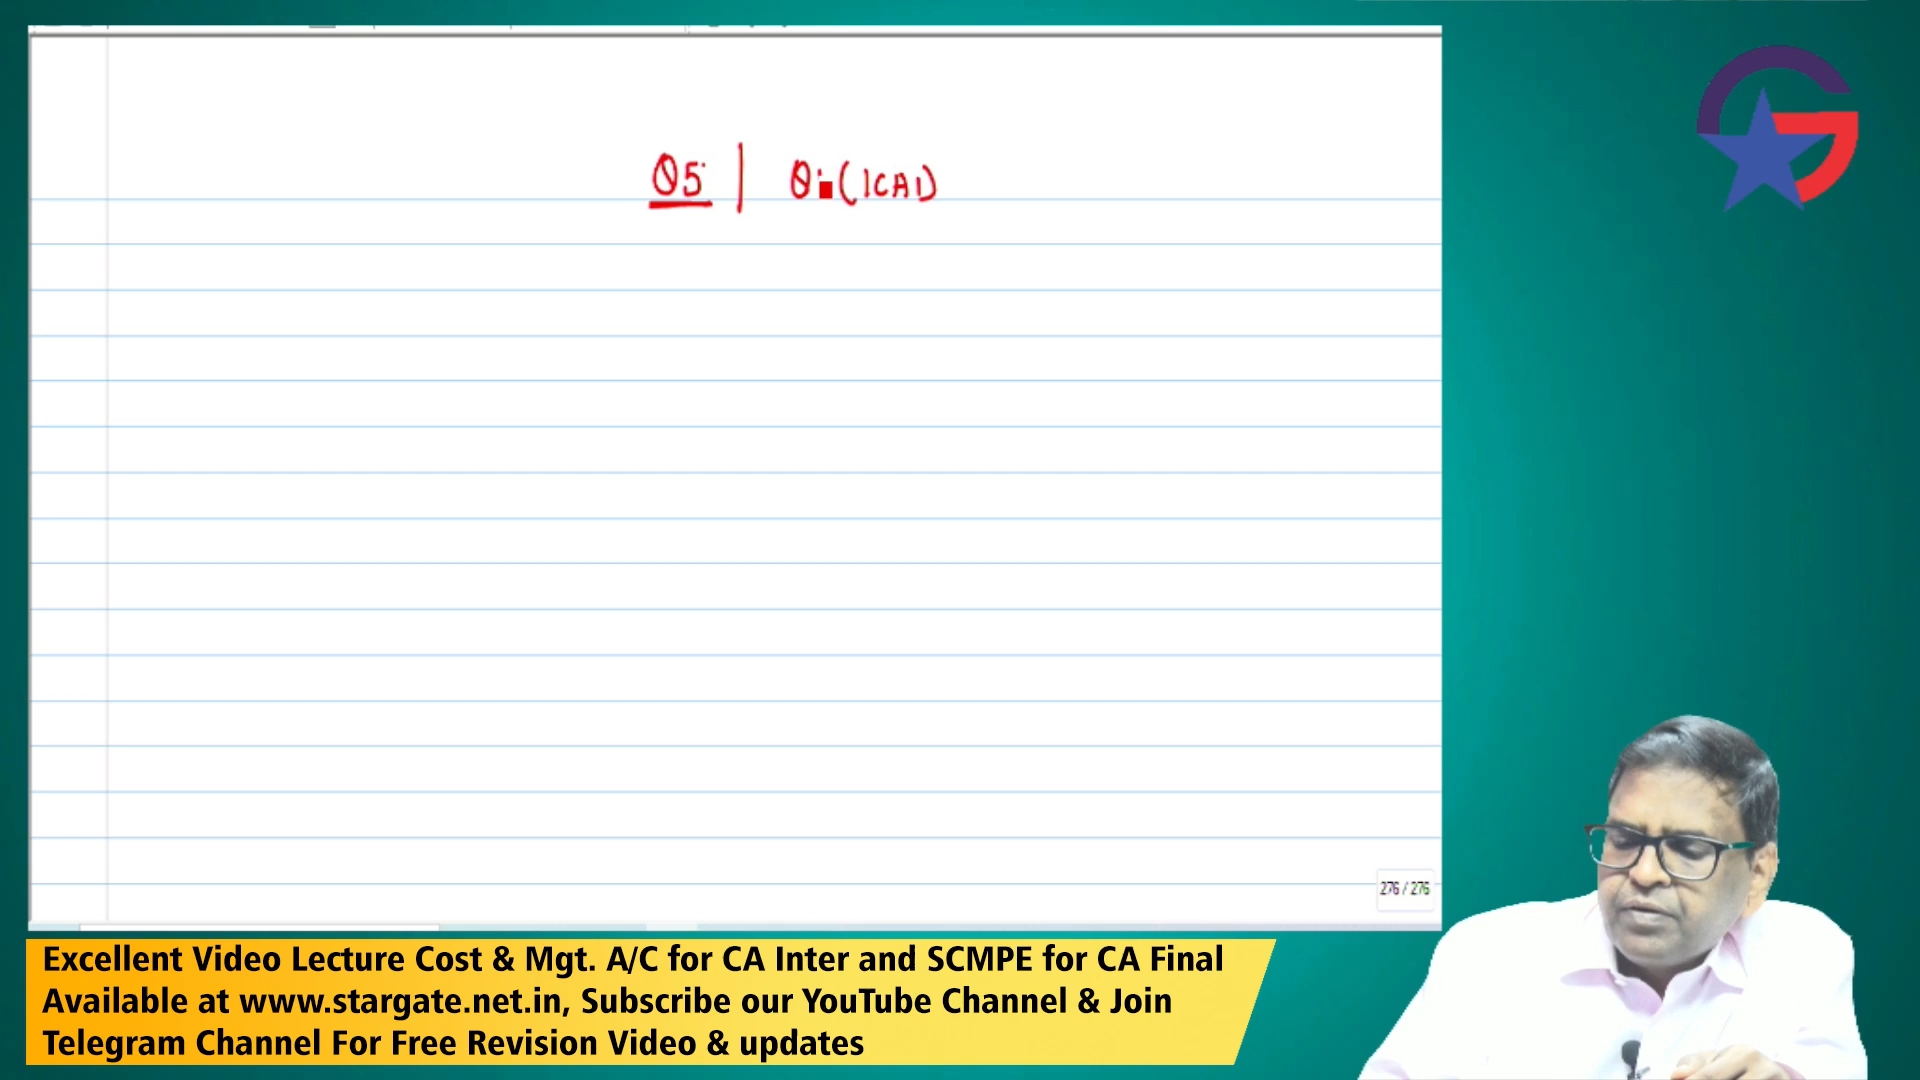 Q5 | Q. (ICAI)
276 / 276
Excellent Video Lecture Cost & Mgt. A/C for CA Inter and SCMPE for CA Final
Available at www.stargate.net.in, Subscribe our YouTube Channel & Join
Telegram Channel For Free Revision Video & updates